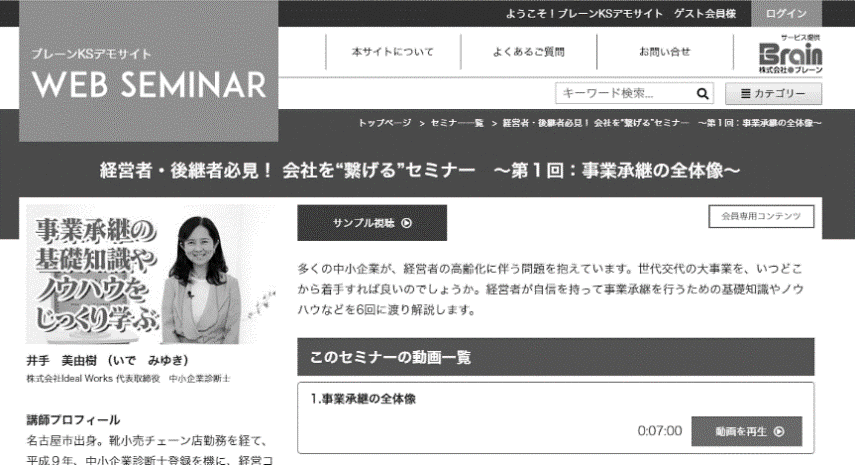 ようこそ！ブレーンKSデモサイト　ゲスト会員様
ログイン
ブレーンKSデモサイト
WEB SEMINAR
本サイトについて
よくあるご質問
お問い合せ
サービス提供
Brain
株式会社ブレーン
キーワード検索...
カテゴリー
トップページ > セミナー一覧 > 経営者・後継者必見！ 会社を“繋げる”セミナー　～第１回：事業承継の全体像～
経営者・後継者必見！ 会社を“繋げる”セミナー　～第１回：事業承継の全体像～
事業承継の
基礎知識や
ノウハウを
じっくり学ぶ
井手　美由樹 （いで　みゆき）
株式会社Ideal Works 代表取締役　中小企業診断士
講師プロフィール
名古屋市出身。靴小売チェーン店勤務を経て、
平成９年、中小企業診断士登録を機に、経営コ
サンプル視聴
会員専用コンテンツ
多くの中小企業が、経営者の高齢化に伴う問題を抱えています。世代交代の大事業を、いつどこ
から着手すれば良いのでしょうか。経営者が自信を持って事業承継を行うための基礎知識やノウ
ハウなどを6回に渡り解説します。
このセミナーの動画一覧
1.事業承継の全体像
0:07:00
動画を再生